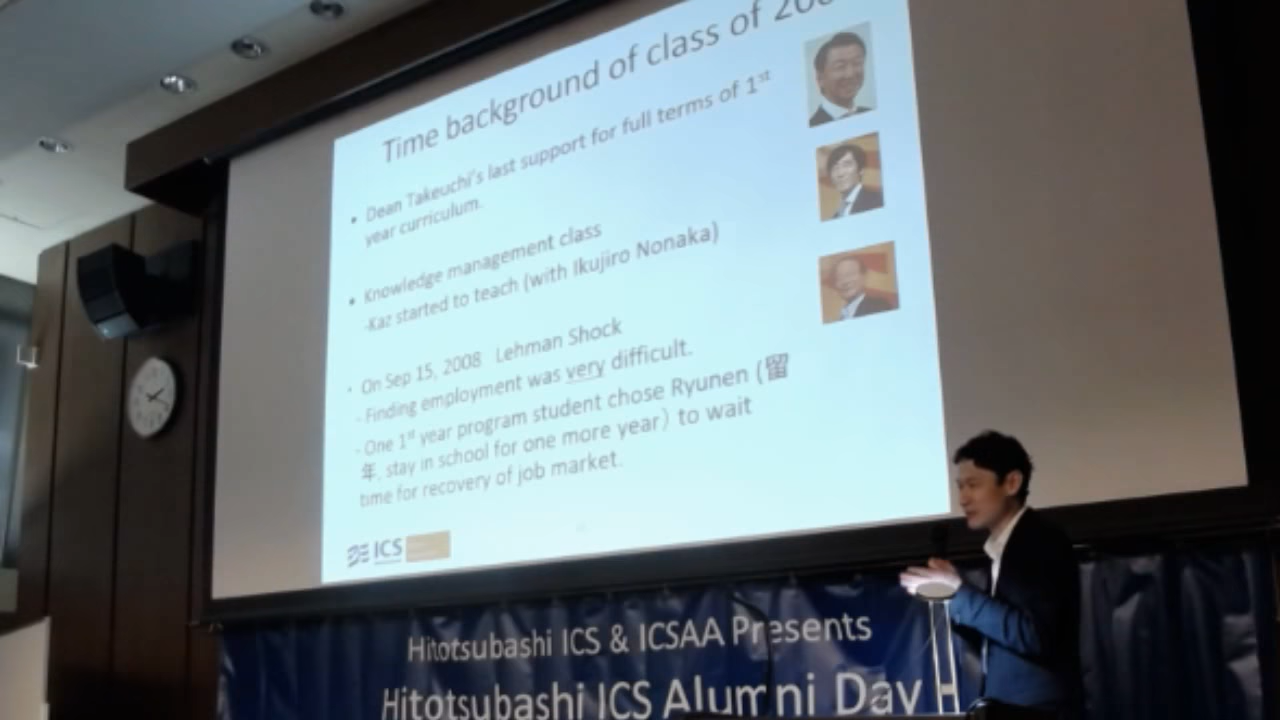 Time background of class of 200
• Dean Takeuchi's last support for full terms of 1st
year curriculum.
• Knowledge management class
-Kaz started to teach (with Ikujiro Nonaka)
• On Sep 15, 2008 Lehman Shock
- Finding employment was very difficult.
- One 1st year program student chose Ryunen (留
年, stay in school for one more year) to wait
time for recovery of job market.
ICS
Hitotsubashi ICS & ICSAA Presents
Hitotsubashi ICS Alumni Day